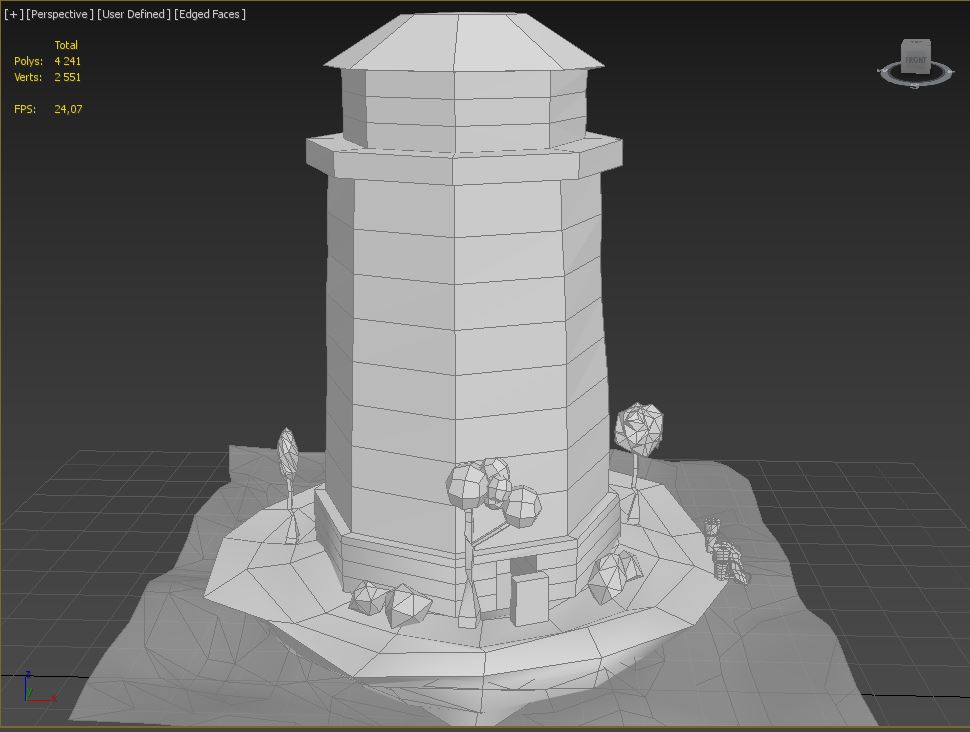 [+] [Perspective ] [User Defined ] [Edged Faces ]
Total
Polys: 4 241
Verts: 2 551
FPS: 24,07
FRONT
z
y
x